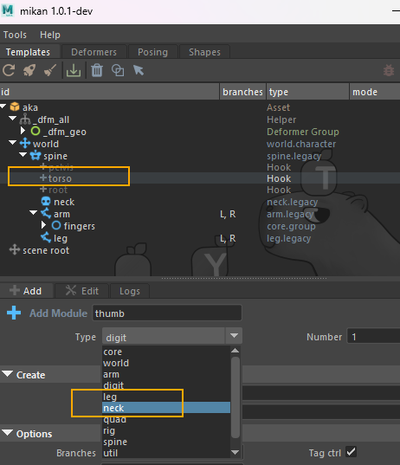 mikan 1.0.1-dev
Tools Help
Templates Deformers Posing Shapes
id branches type mode
aka Asset
_dfm_all Helper
_dfm_geo Deformer Group
world world.character
spine spine.legacy
pelvis Hook
torso Hook
root Hook
neck neck.legacy
arm L, R arm.legacy
fingers core.group
leg L, R leg.legacy
scene root
T
Y
Add Edit Logs
Add Module thumb
Type digit Number 1
core
world
arm
Create
digit
leg
neck
quad
rig
Options
spine
Branches util Tag ctrl